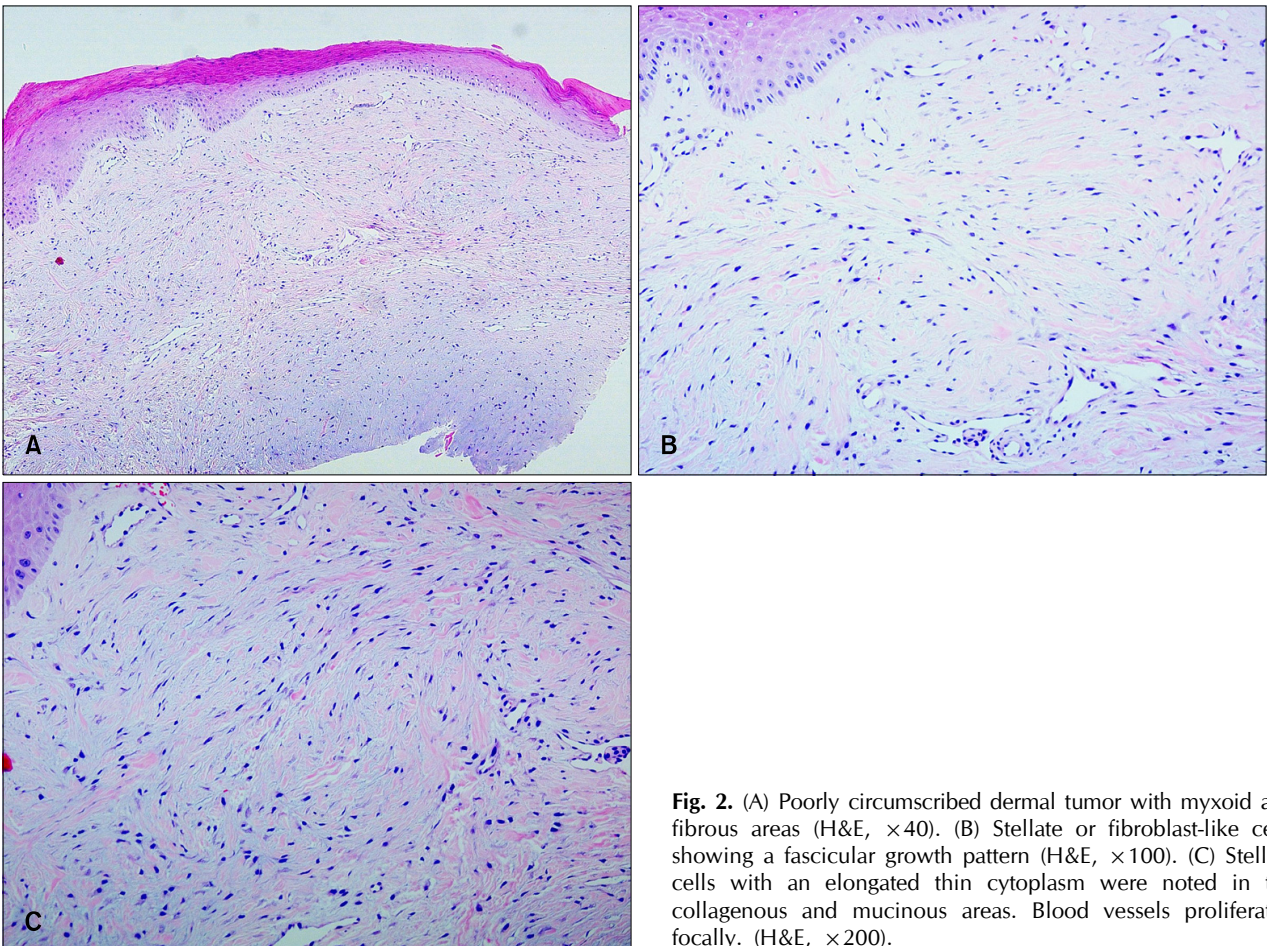 A
B
C
Fig. 2. (A) Poorly circumscribed dermal tumor with myxoid a
fibrous areas (H&E, ×40). (B) Stellate or fibroblast-like ce
showing a fascicular growth pattern (H&E, ×100). (C) Stell
cells with an elongated thin cytoplasm were noted in t
collagenous and mucinous areas. Blood vessels proliferat
focally. (H&E, ×200).